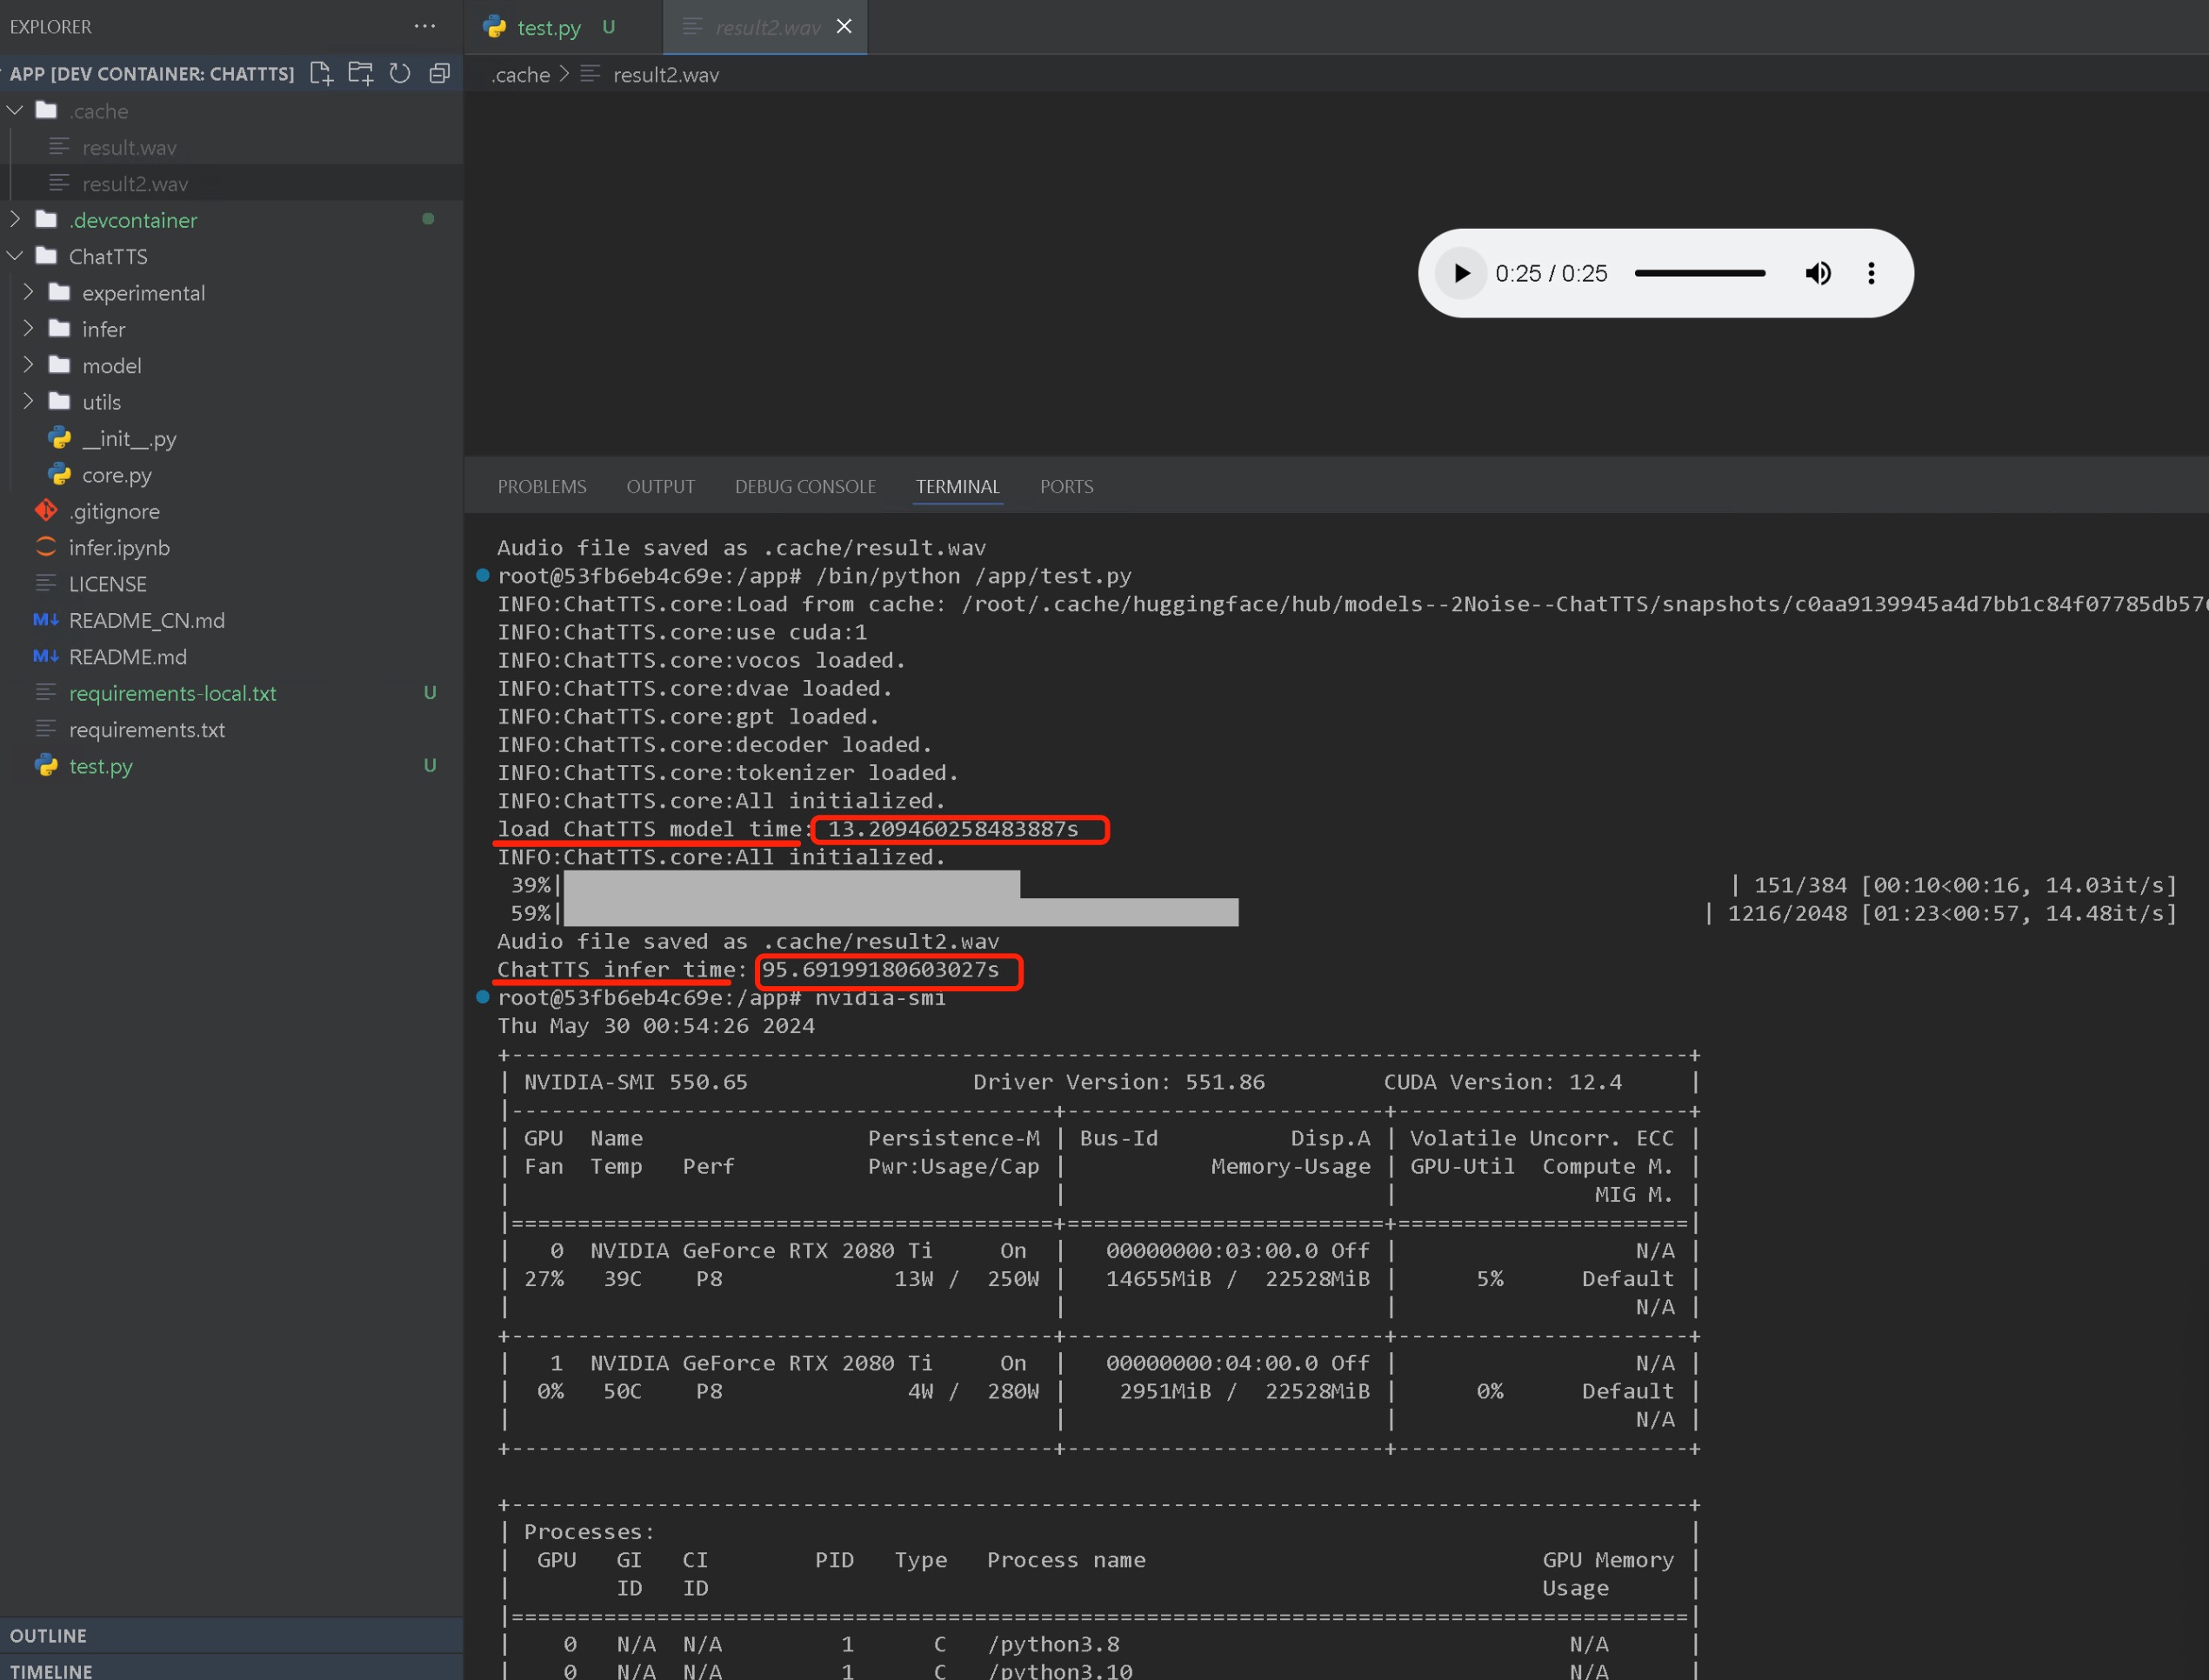 EXPLORER
APP [DEV CONTAINER: CHATTTS]
.cache
result.wav
result2.wav
.devcontainer
ChatTTS
experimental
infer
model
utils
__init__.py
core.py
.gitignore
infer.ipynb
LICENSE
README_CN.md
README.md
requirements-local.txt U
requirements.txt
test.py U
OUTLINE
TIMELINE
test.py U result2.wav
.cache > result2.wav
0:25 / 0:25
PROBLEMS OUTPUT DEBUG CONSOLE TERMINAL PORTS
Audio file saved as .cache/result.wav
root@53fb6eb4c69e:/app# /bin/python /app/test.py
INFO:ChatTTS.core:Load from cache: /root/.cache/huggingface/hub/models--2Noise--ChatTTS/snapshots/c0aa9139945a4d7bb1c84f07785db57
INFO:ChatTTS.core:use cuda:1
INFO:ChatTTS.core:vocos loaded.
INFO:ChatTTS.core:dvae loaded.
INFO:ChatTTS.core:gpt loaded.
INFO:ChatTTS.core:decoder loaded.
INFO:ChatTTS.core:tokenizer loaded.
INFO:ChatTTS.core:All initialized.
load ChatTTS model time: 13.209460258483887s
INFO:ChatTTS.core:All initialized.
39%| | 151/384 [00:10<00:16, 14.03it/s]
59%| | 1216/2048 [01:23<00:57, 14.48it/s]
Audio file saved as .cache/result2.wav
ChatTTS infer time: 95.69199180603027s
root@53fb6eb4c69e:/app# nvidia-smi
Thu May 30 00:54:26 2024
+-----------------------------------------------------------------------------------------+
| NVIDIA-SMI 550.65 Driver Version: 551.86 CUDA Version: 12.4 |
|-----------------------------------------+------------------------+----------------------+
| GPU Name Persistence-M | Bus-Id Disp.A | Volatile Uncorr. ECC |
| Fan Temp Perf Pwr:Usage/Cap | Memory-Usage | GPU-Util Compute M. |
| | | MIG M. |
|=========================================+========================+======================|
| 0 NVIDIA GeForce RTX 2080 Ti On | 00000000:03:00.0 Off | N/A |
| 27% 39C P8 13W / 250W | 14655MiB / 22528MiB | 5% Default |
| | | N/A |
+-----------------------------------------+------------------------+----------------------+
| 1 NVIDIA GeForce RTX 2080 Ti On | 00000000:04:00.0 Off | N/A |
| 0% 50C P8 4W / 280W | 2951MiB / 22528MiB | 0% Default |
| | | N/A |
+-----------------------------------------+------------------------+----------------------+
+-----------------------------------------------------------------------------------------+
| Processes: |
| GPU GI CI PID Type Process name GPU Memory |
| ID ID Usage |
|=========================================================================================|
| 0 N/A N/A 1 C /python3.8 N/A |
| 0 N/A N/A 1 C /python3.10 N/A |